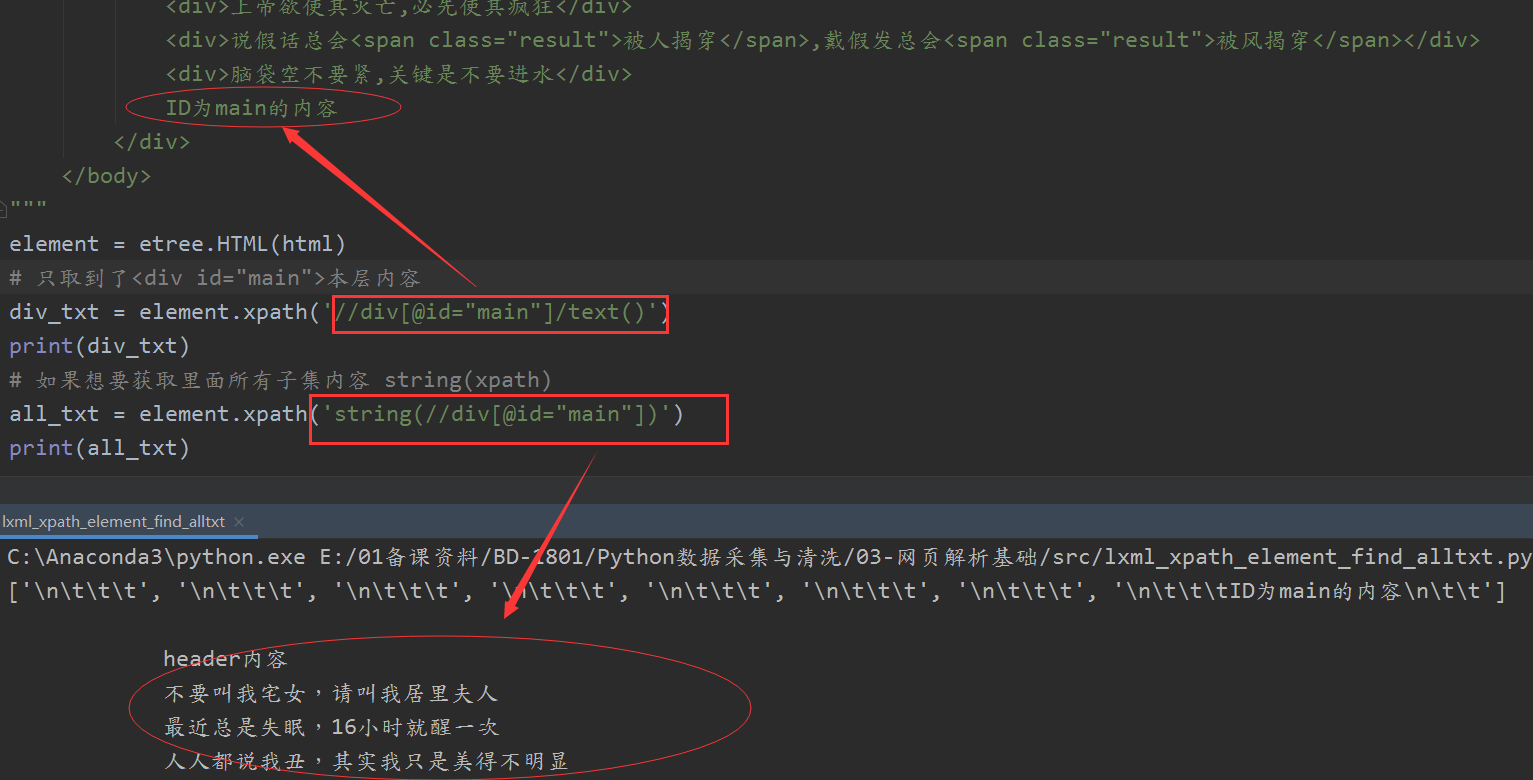 <div>上帝欲使其灭亡,必先使其疯狂</div>
<div>说假话总会<span class="result">被人揭穿</span>,戴假发总会<span class="result">被风揭穿</span></div>
<div>脑袋空不要紧,关键是不要进水</div>
ID为main的内容
</div>
</body>
"""
element = etree.HTML(html)
# 只取到了<div id="main">本层内容
div_txt = element.xpath('//div[@id="main"]/text()')
print(div_txt)
# 如果想要获取里面所有子集内容 string(xpath)
all_txt = element.xpath('string(//div[@id="main"])')
print(all_txt)
lxml_xpath_element_find_alltxt ×
C:\Anaconda3\python.exe E:/01备课资料/BD-1801/Python数据采集与清洗/03-网页解析基础/src/lxml_xpath_element_find_alltxt.py
['\n\t\t\t', '\n\t\t\t', '\n\t\t\t', '\n\t\t\t', '\n\t\t\t', '\n\t\t\t', '\n\t\t\t', '\n\t\t\tID为main的内容\n\t\t']
header内容
不要叫我宅女，请叫我居里夫人
最近总是失眠，16小时就醒一次
人人都说我丑，其实我只是美得不明显